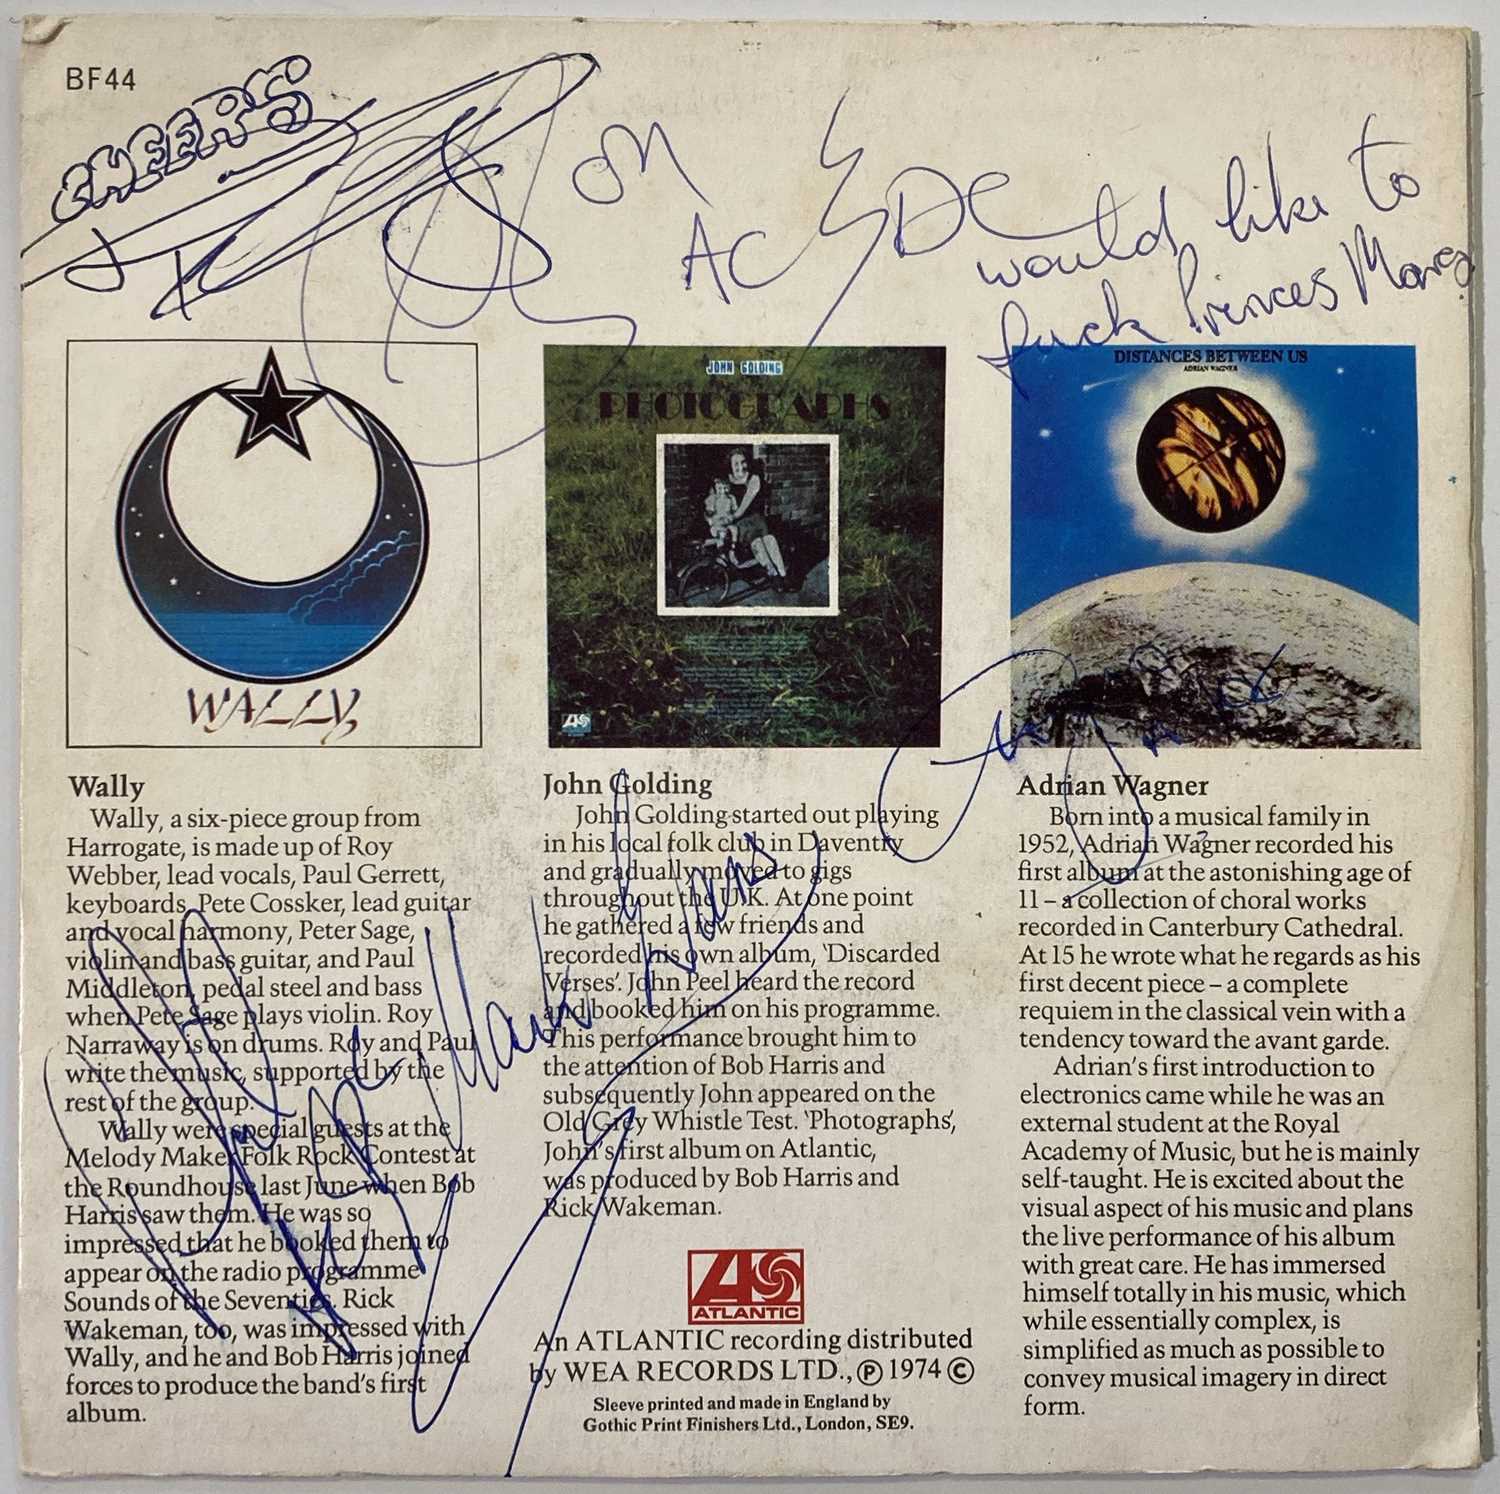 BF44
CHEERS
ACDC
would like to
fuck Princes Marg
WALLY
JOHN GOLDING
PHOTOGRAPHS
DISTANCES BETWEEN US
ADRIAN WAGNER
Wally
Wally, a six-piece group from
Harrogate, is made up of Roy
Webber, lead vocals, Paul Gerrett,
keyboards, Pete Cossker, lead guitar
and vocal harmony, Peter Sage,
violin and bass guitar, and Paul
Middleton, pedal steel and bass
when Pete Sage plays violin. Roy
Narraway is on drums. Roy and Paul
write the music, supported by the
rest of the group.
Wally were special guests at the
Melody Maker Folk Rock Contest at
the Roundhouse last June when Bob
Harris saw them. He was so
impressed that he booked them to
appear on the radio programme
Sounds of the Seventies. Rick
Wakeman, too, was impressed with
Wally, and he and Bob Harris joined
forces to produce the band's first
album.
John Golding
John Golding started out playing
in his local folk club in Daventry
and gradually moved to gigs
throughout the U.K. At one point
he gathered a few friends and
recorded his own album, 'Discarded
Verses'. John Peel heard the record
and booked him on his programme.
This performance brought him to
the attention of Bob Harris and
subsequently John appeared on the
Old Grey Whistle Test. 'Photographs',
John's first album on Atlantic,
was produced by Bob Harris and
Rick Wakeman.
Mark Evans
ATLANTIC
An ATLANTIC recording distributed
by WEA RECORDS LTD., ℗ 1974 ©
Sleeve printed and made in England by
Gothic Print Finishers Ltd., London, SE9.
Adrian Wagner
Born into a musical family in
1952, Adrian Wagner recorded his
first album at the astonishing age of
11 – a collection of choral works
recorded in Canterbury Cathedral.
At 15 he wrote what he regards as his
first decent piece – a complete
requiem in the classical vein with a
tendency toward the avant garde.
Adrian's first introduction to
electronics came while he was an
external student at the Royal
Academy of Music, but he is mainly
self-taught. He is excited about the
visual aspect of his music and plans
the live performance of his album
with great care. He has immersed
himself totally in his music, which
while essentially complex, is
simplified as much as possible to
convey musical imagery in direct
form.